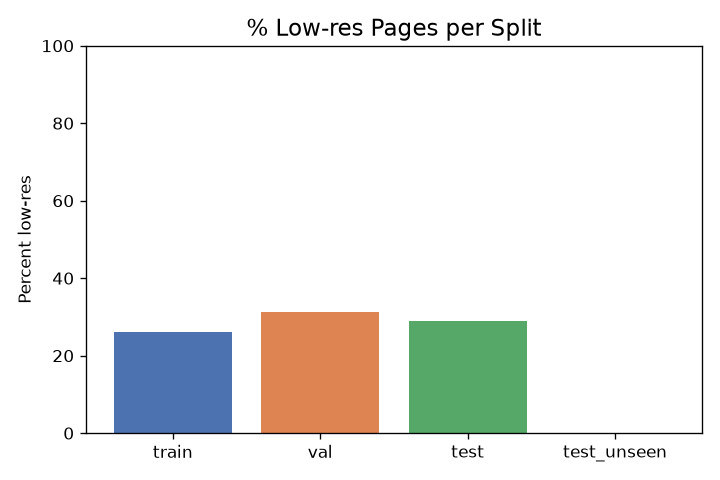 % Low-res Pages per Split
Percent low-res
100
80
60
40
20
0
train val test test_unseen